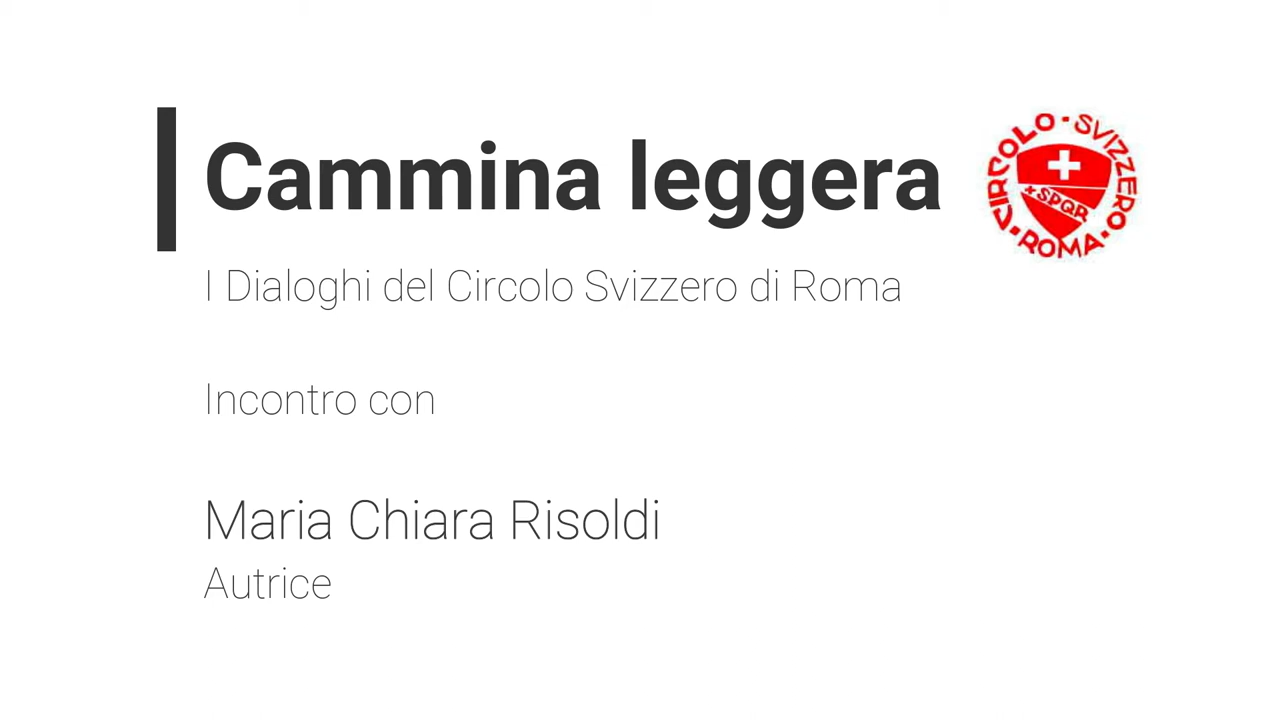 Cammina leggera
CIRCOLO · SVIZZERO · ROMA ·
SPQR
I Dialoghi del Circolo Svizzero di Roma
Incontro con
Maria Chiara Risoldi
Autrice